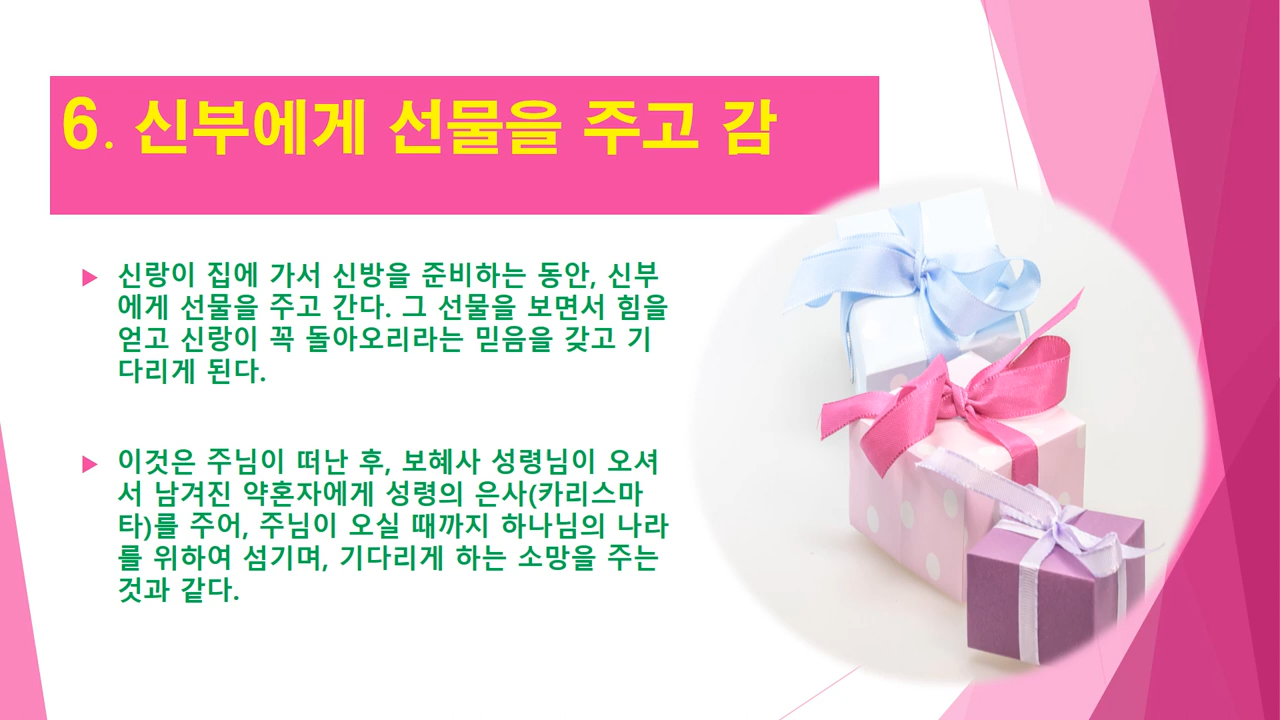 6. 신부에게 선물을 주고 감
신랑이 집에 가서 신방을 준비하는 동안, 신부
에게 선물을 주고 간다. 그 선물을 보면서 힘을
얻고 신랑이 꼭 돌아오리라는 믿음을 갖고 기
다리게 된다.
이것은 주님이 떠난 후, 보혜사 성령님이 오셔
서 남겨진 약혼자에게 성령의 은사(카리스마
타)를 주어, 주님이 오실 때까지 하나님의 나라
를 위하여 섬기며, 기다리게 하는 소망을 주는
것과 같다.